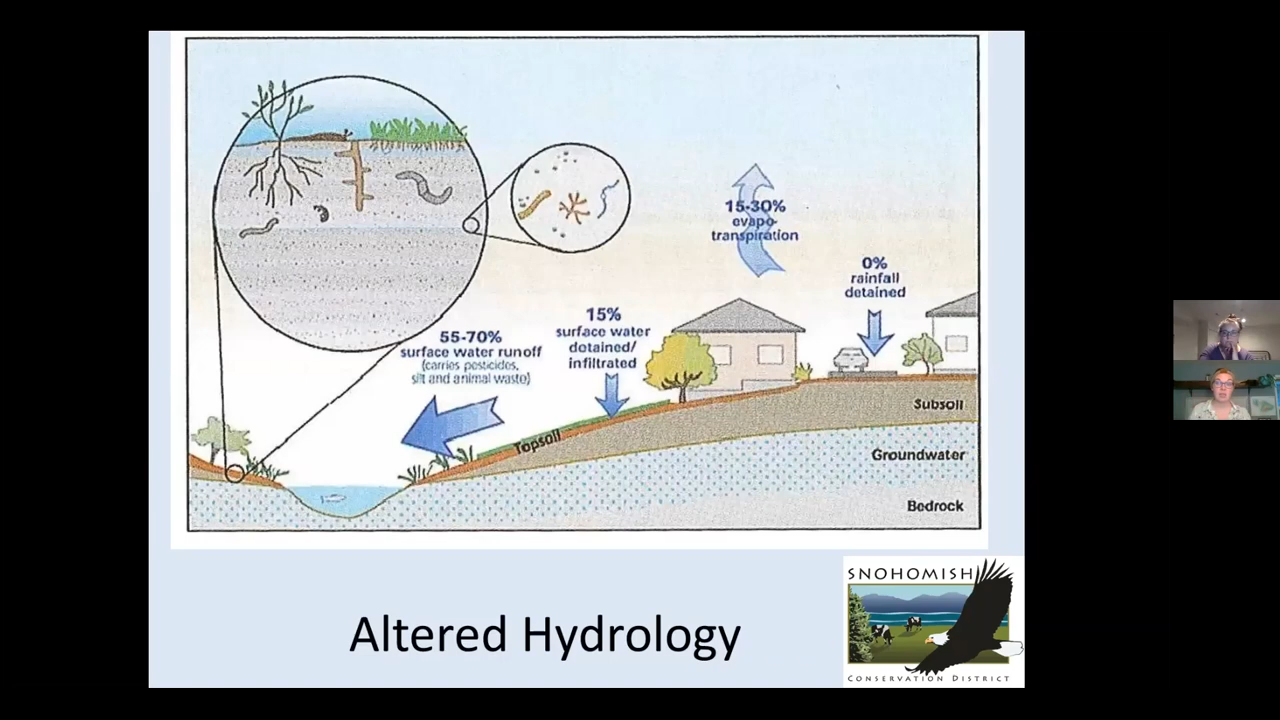 15-30%
evapo-
transpiration
0%
rainfall
detained
15%
surface water
detained/
infiltrated
55-70%
surface water runoff
(carries pesticides,
silt and animal waste)
Topsoil
Subsoil
Groundwater
Bedrock
Altered Hydrology
SNOHOMISH
CONSERVATION DISTRICT